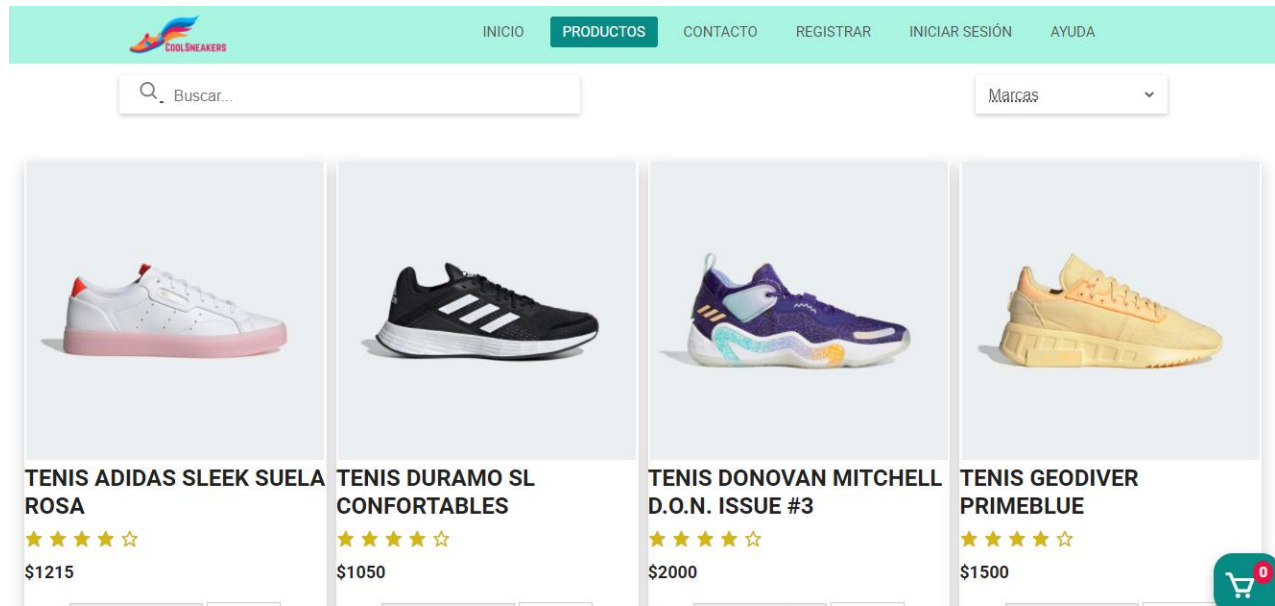 COOLSNEAKERS
INICIO PRODUCTOS CONTACTO REGISTRAR INICIAR SESIÓN AYUDA
Buscar...
Marcas
TENIS ADIDAS SLEEK SUELA
ROSA
$1215
TENIS DURAMO SL
CONFORTABLES
$1050
TENIS DONOVAN MITCHELL
D.O.N. ISSUE #3
$2000
TENIS GEODIVER
PRIMEBLUE
$1500
0